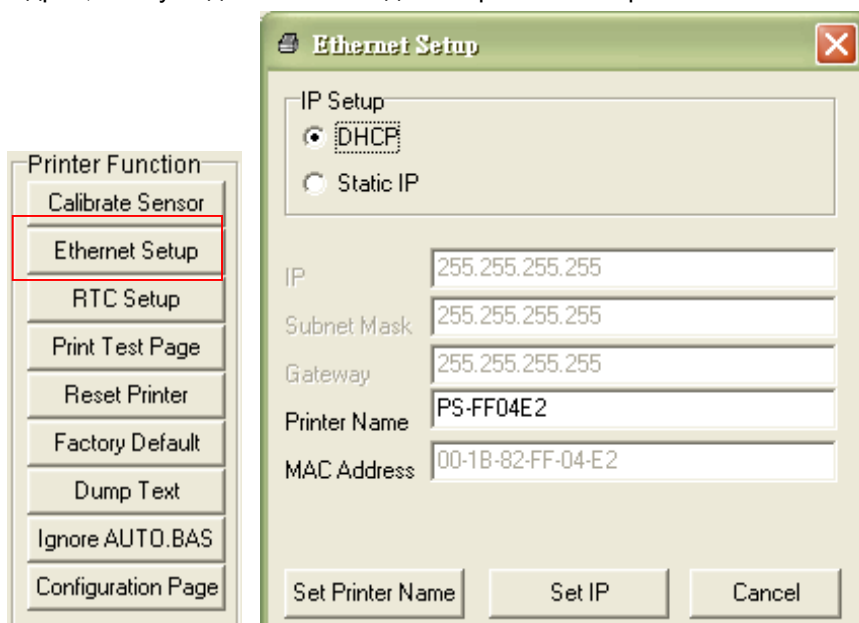 Printer Function
Calibrate Sensor
Ethernet Setup
RTC Setup
Print Test Page
Reset Printer
Factory Default
Dump Text
Ignore AUTO.BAS
Configuration Page
Ethernet Setup
IP Setup
DHCP
Static IP
IP 255.255.255.255
Subnet Mask 255.255.255.255
Gateway 255.255.255.255
Printer Name PS-FF04E2
MAC Address 00-1B-82-FF-04-E2
Set Printer Name Set IP Cancel